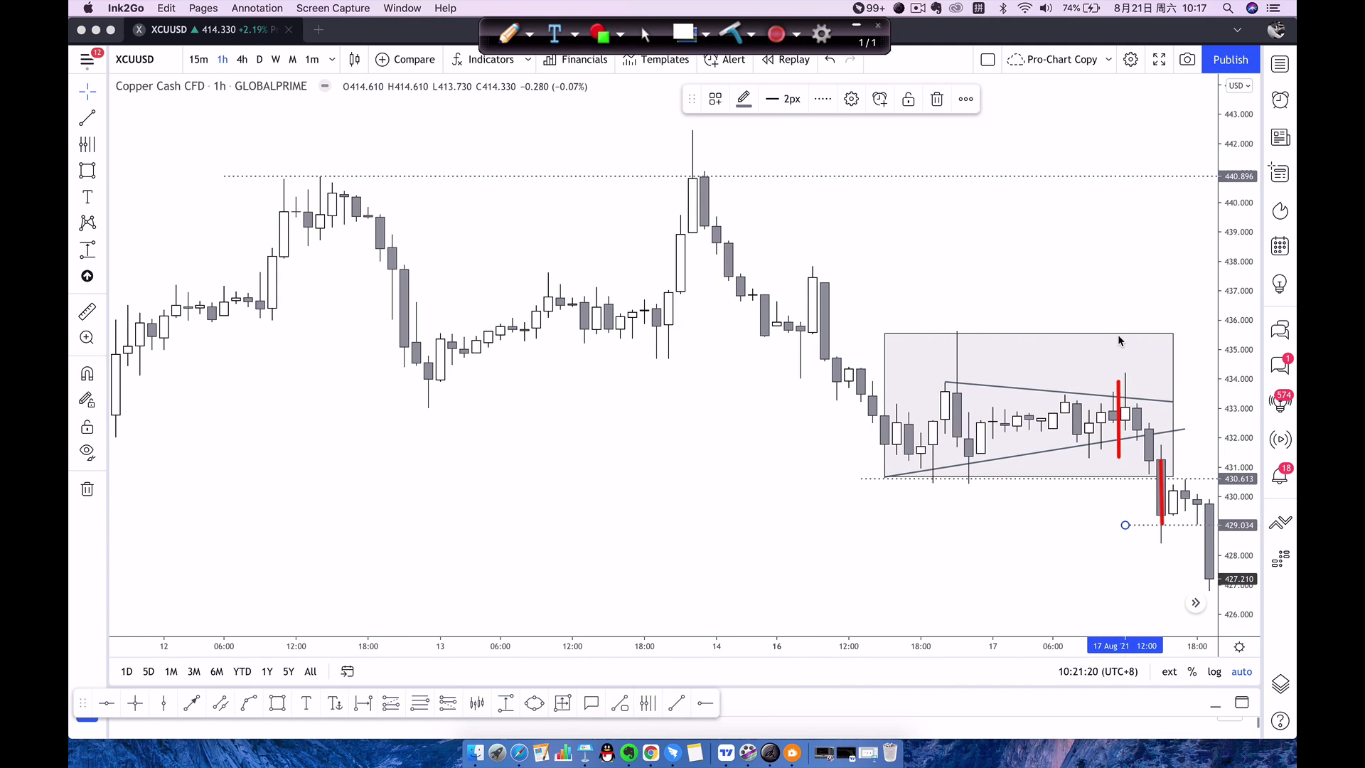 Ink2Go Edit Pages Annotation Screen Capture Window Help
99+ 74% 8月21日 周六 10:17
XCUUSD ▲ 414.330 +2.19%
1/1
12
XCUUSD 15m 1h 4h D W M 1m Compare Indicators Financials Templates Alert Replay Pro-Chart Copy Publish
Copper Cash CFD · 1h · GLOBALPRIME O414.610 H414.610 L413.730 C414.330 −0.280 (−0.07%)
2px
USD
443.000
442.000
440.896
440.000
439.000
438.000
437.000
436.000
435.000
434.000
433.000
432.000
431.000
430.613
430.000
429.034
428.000
427.210
426.000
1
574
18
12 06:00 12:00 18:00 13 06:00 12:00 18:00 14 16 12:00 18:00 17 06:00 17 Aug '21 12:00 18:00
1D 5D 1M 3M 6M YTD 1Y 5Y All 10:21:20 (UTC+8) ext % log auto